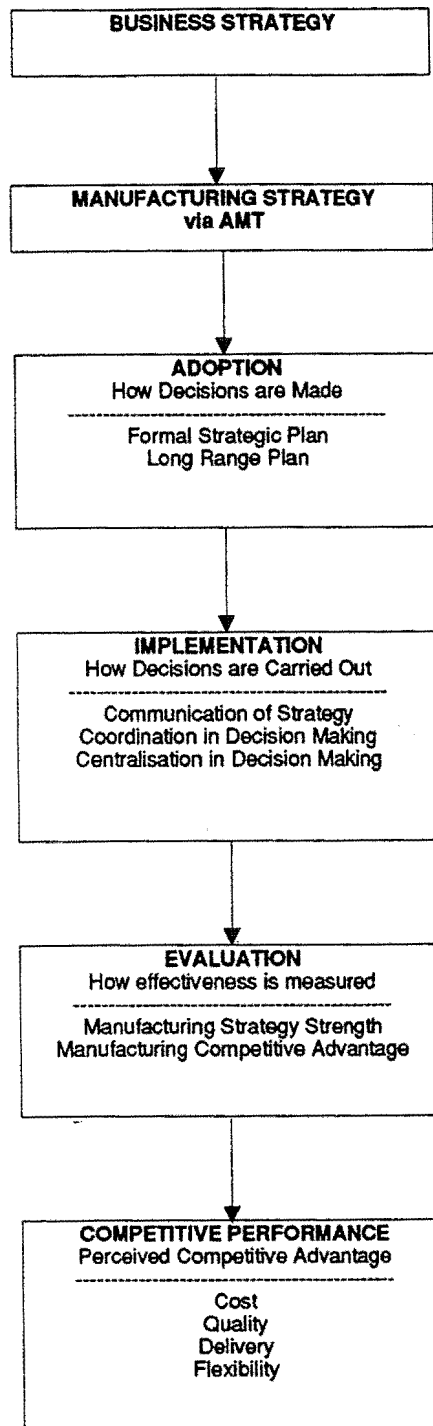 BUSINESS STRATEGY
MANUFACTURING STRATEGY
via AMT
ADOPTION
How Decisions are Made
Formal Strategic Plan
Long Range Plan
IMPLEMENTATION
How Decisions are Carried Out
Communication of Strategy
Coordination in Decision Making
Centralisation in Decision Making
EVALUATION
How effectiveness is measured
Manufacturing Strategy Strength
Manufacturing Competitive Advantage
COMPETITIVE PERFORMANCE
Perceived Competitive Advantage
Cost
Quality
Delivery
Flexibility